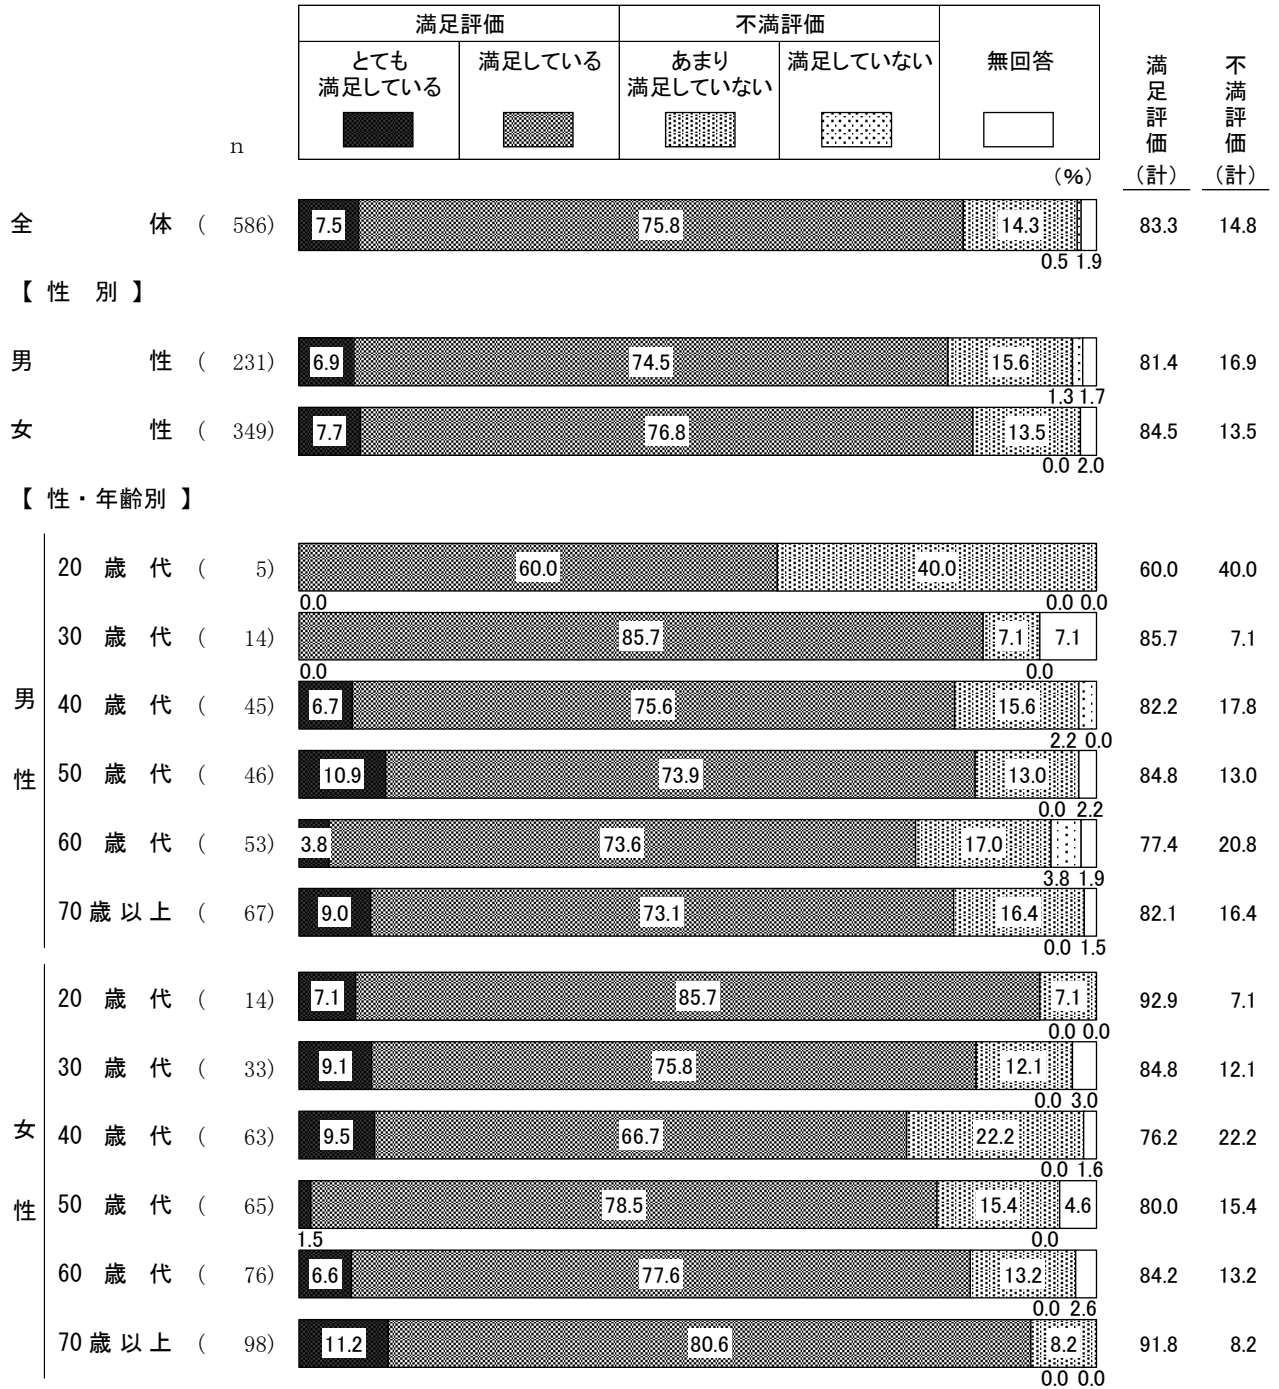 満足評価 不満評価
とても 満足している あまり 満足していない 無回答
満足している 満足していない
満足評価 不満評価
n
(%) (計) (計)
全体 ( 586) 7.5 75.8 14.3 83.3 14.8
0.5 1.9
【 性 別 】
男性 ( 231) 6.9 74.5 15.6 81.4 16.9
1.3 1.7
女性 ( 349) 7.7 76.8 13.5 84.5 13.5
0.0 2.0
【 性・年齢別 】
男性
20 歳 代 ( 5) 60.0 40.0 60.0 40.0
0.0 0.0 0.0
30 歳 代 ( 14) 85.7 7.1 7.1 85.7 7.1
0.0 0.0
40 歳 代 ( 45) 6.7 75.6 15.6 82.2 17.8
2.2 0.0
50 歳 代 ( 46) 10.9 73.9 13.0 84.8 13.0
0.0 2.2
60 歳 代 ( 53) 3.8 73.6 17.0 77.4 20.8
3.8 1.9
70歳以上 ( 67) 9.0 73.1 16.4 82.1 16.4
0.0 1.5
女性
20 歳 代 ( 14) 7.1 85.7 7.1 92.9 7.1
0.0 0.0
30 歳 代 ( 33) 9.1 75.8 12.1 84.8 12.1
0.0 3.0
40 歳 代 ( 63) 9.5 66.7 22.2 76.2 22.2
0.0 1.6
50 歳 代 ( 65) 78.5 15.4 4.6 80.0 15.4
1.5 0.0
60 歳 代 ( 76) 6.6 77.6 13.2 84.2 13.2
0.0 2.6
70歳以上 ( 98) 11.2 80.6 8.2 91.8 8.2
0.0 0.0